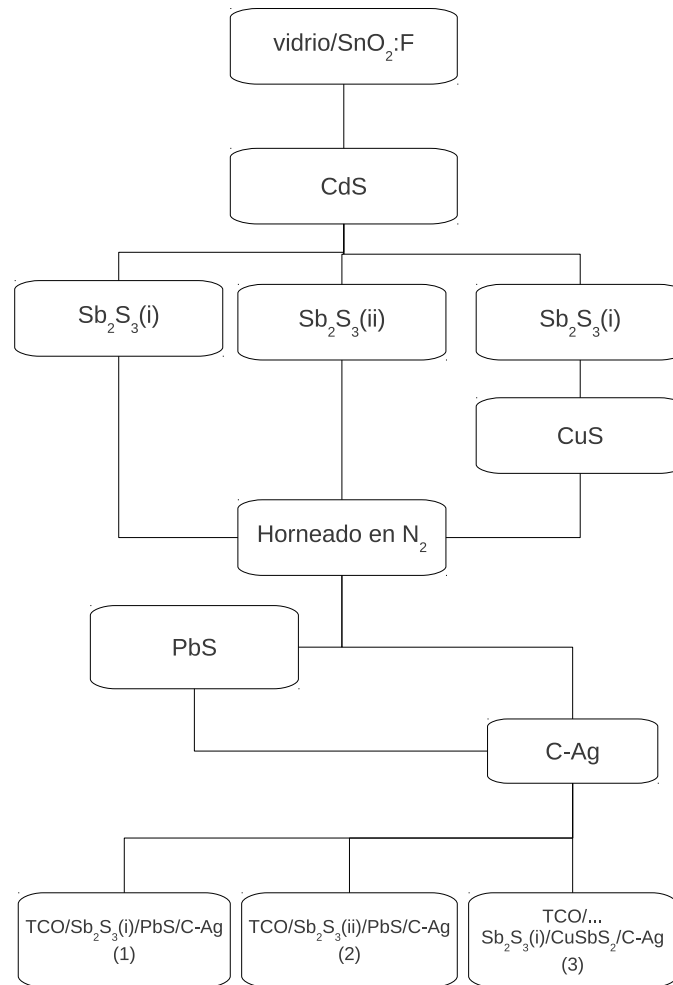 vidrio/SnO₂:F
CdS
Sb₂S₃(i)
Sb₂S₃(ii)
Sb₂S₃(i)
CuS
Horneado en N₂
PbS
C-Ag
TCO/Sb₂S₃(i)/PbS/C-Ag
(1)
TCO/Sb₂S₃(ii)/PbS/C-Ag
(2)
TCO/...
Sb₂S₃(i)/CuSbS₂/C-Ag
(3)